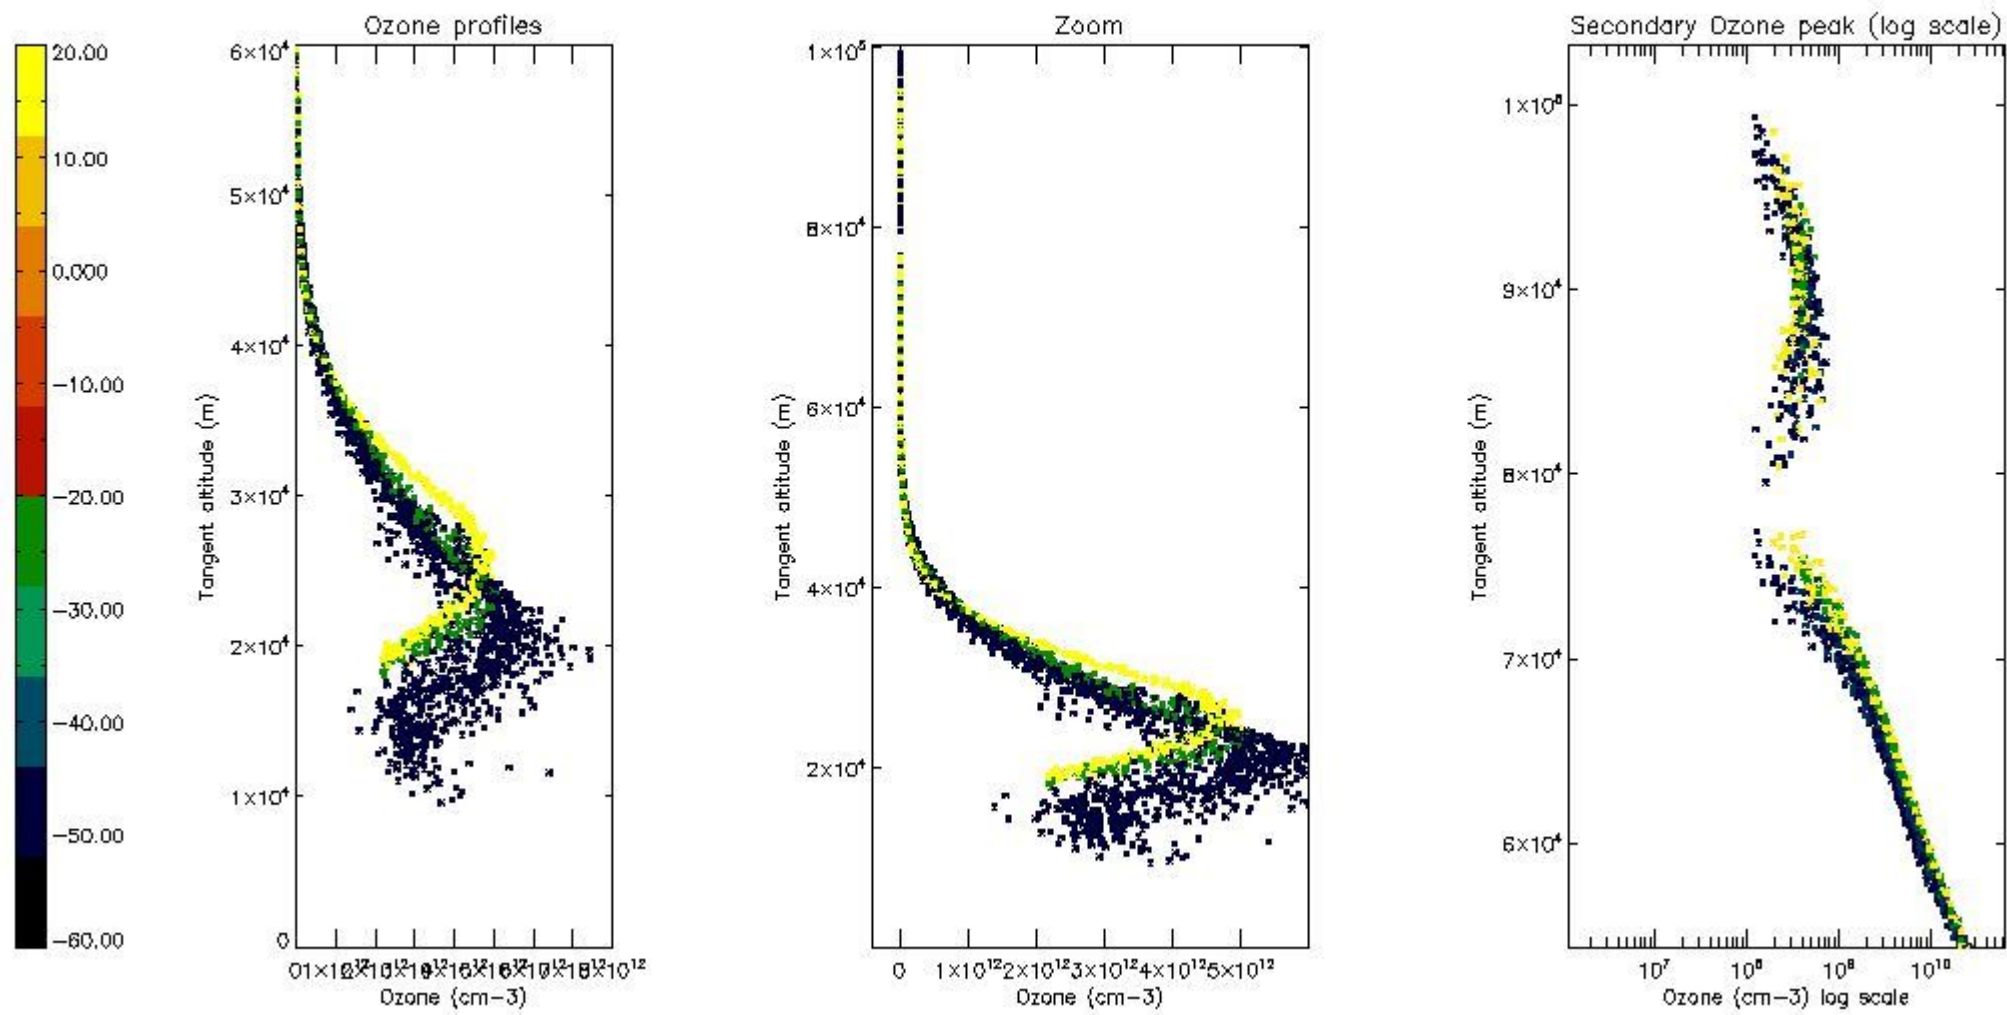 Ozone profiles
Zoom
Secondary Ozone peak (log scale)
20.00
10.00
0.000
−10.00
−20.00
−30.00
−40.00
−50.00
−60.00
6×10⁴
5×10⁴
4×10⁴
3×10⁴
2×10⁴
1×10⁴
0
Tangent altitude (m)
Ozone (cm−3)
1×10⁵
8×10⁴
6×10⁴
4×10⁴
2×10⁴
Tangent altitude (m)
0 1×10¹² 2×10¹² 3×10¹² 4×10¹² 5×10¹²
Ozone (cm−3)
1×10⁵
9×10⁴
8×10⁴
7×10⁴
6×10⁴
Tangent altitude (m)
10⁷ 10⁸ 10⁹ 10¹⁰
Ozone (cm−3) log scale